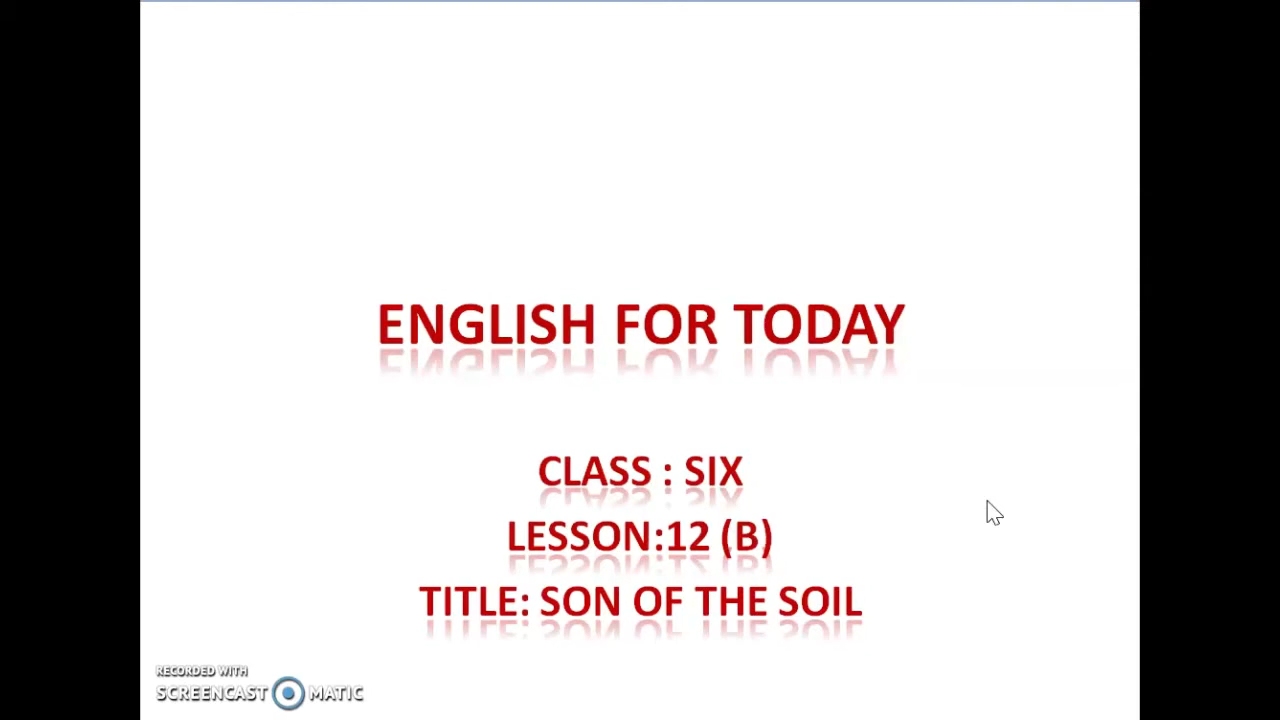 ENGLISH FOR TODAY
CLASS : SIX
LESSON:12 (B)
TITLE: SON OF THE SOIL
RECORDED WITH
SCREENCAST MATIC